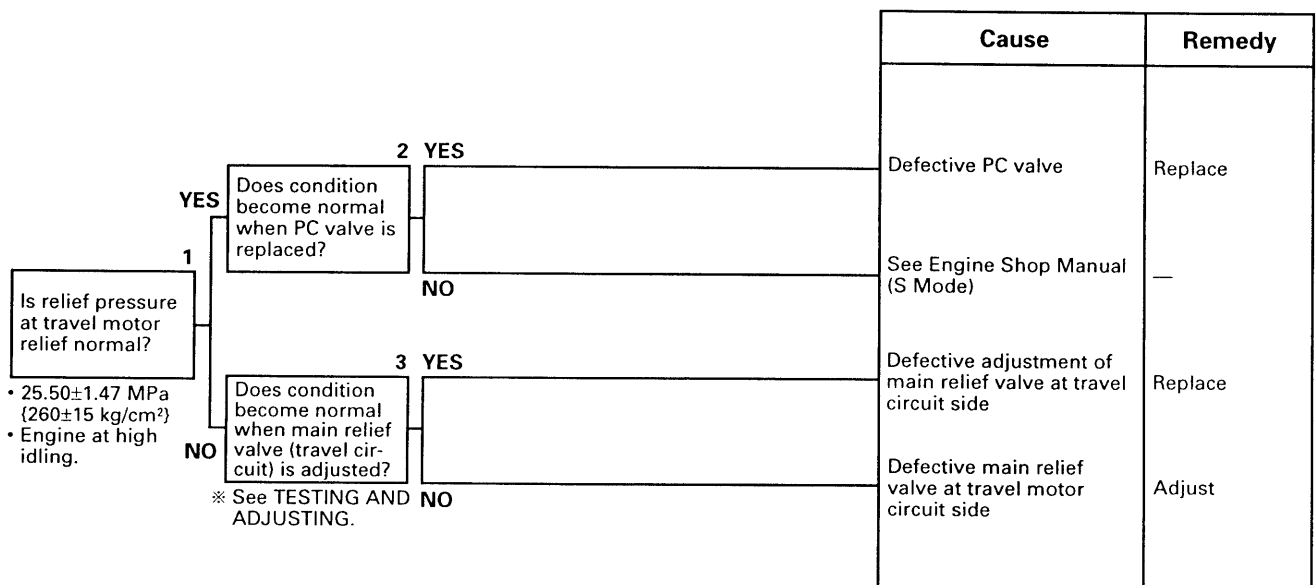 Cause
Remedy
1
Is relief pressure
at travel motor
relief normal?
• 25.50±1.47 MPa
{260±15 kg/cm²}
• Engine at high
idling.
YES
2
Does condition
become normal
when PC valve is
replaced?
YES
Defective PC valve
Replace
NO
See Engine Shop Manual
(S Mode)
—
NO
3
Does condition
become normal
when main relief
valve (travel cir-
cuit) is adjusted?
※ See TESTING AND
ADJUSTING.
YES
Defective adjustment of
main relief valve at travel
circuit side
Replace
NO
Defective main relief
valve at travel motor
circuit side
Adjust